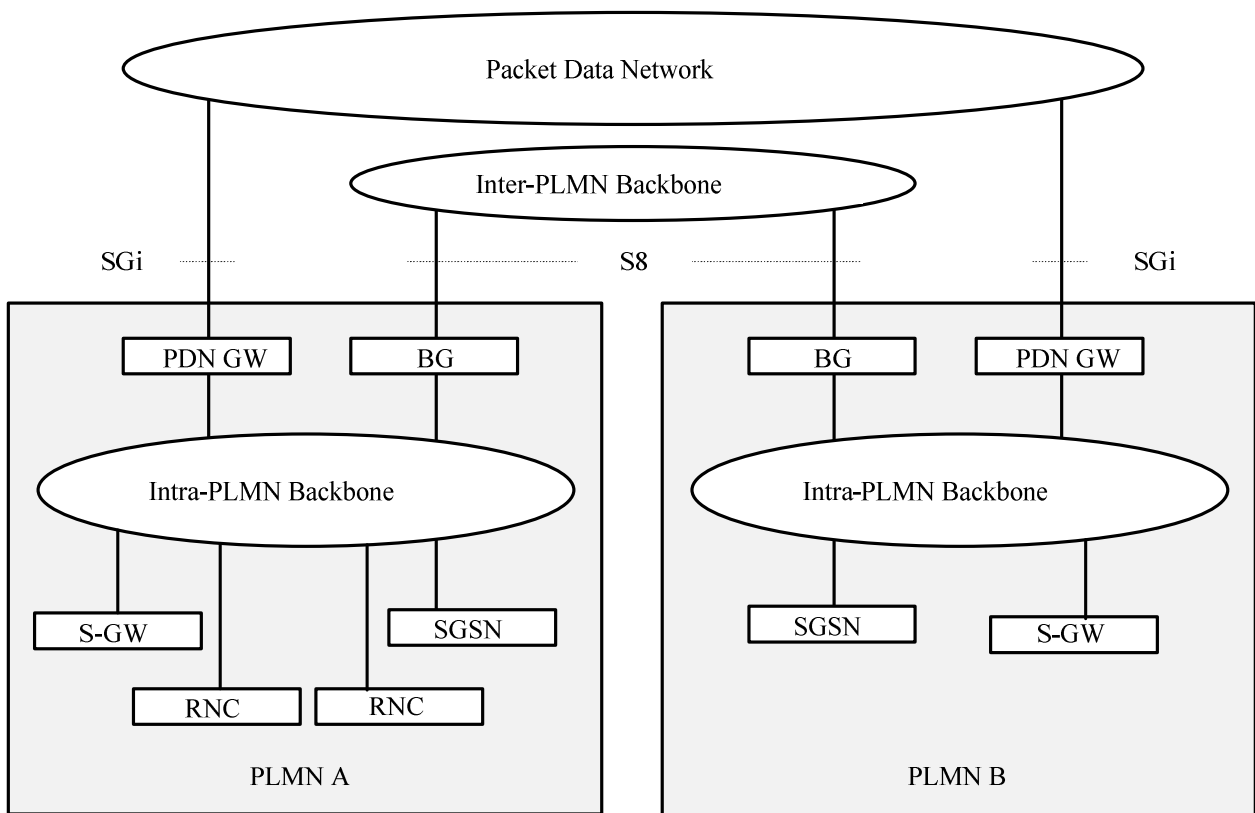 Packet Data Network
Inter-PLMN Backbone
SGi
S8
SGi
PDN GW
BG
BG
PDN GW
Intra-PLMN Backbone
Intra-PLMN Backbone
S-GW
SGSN
SGSN
S-GW
RNC
RNC
PLMN A
PLMN B